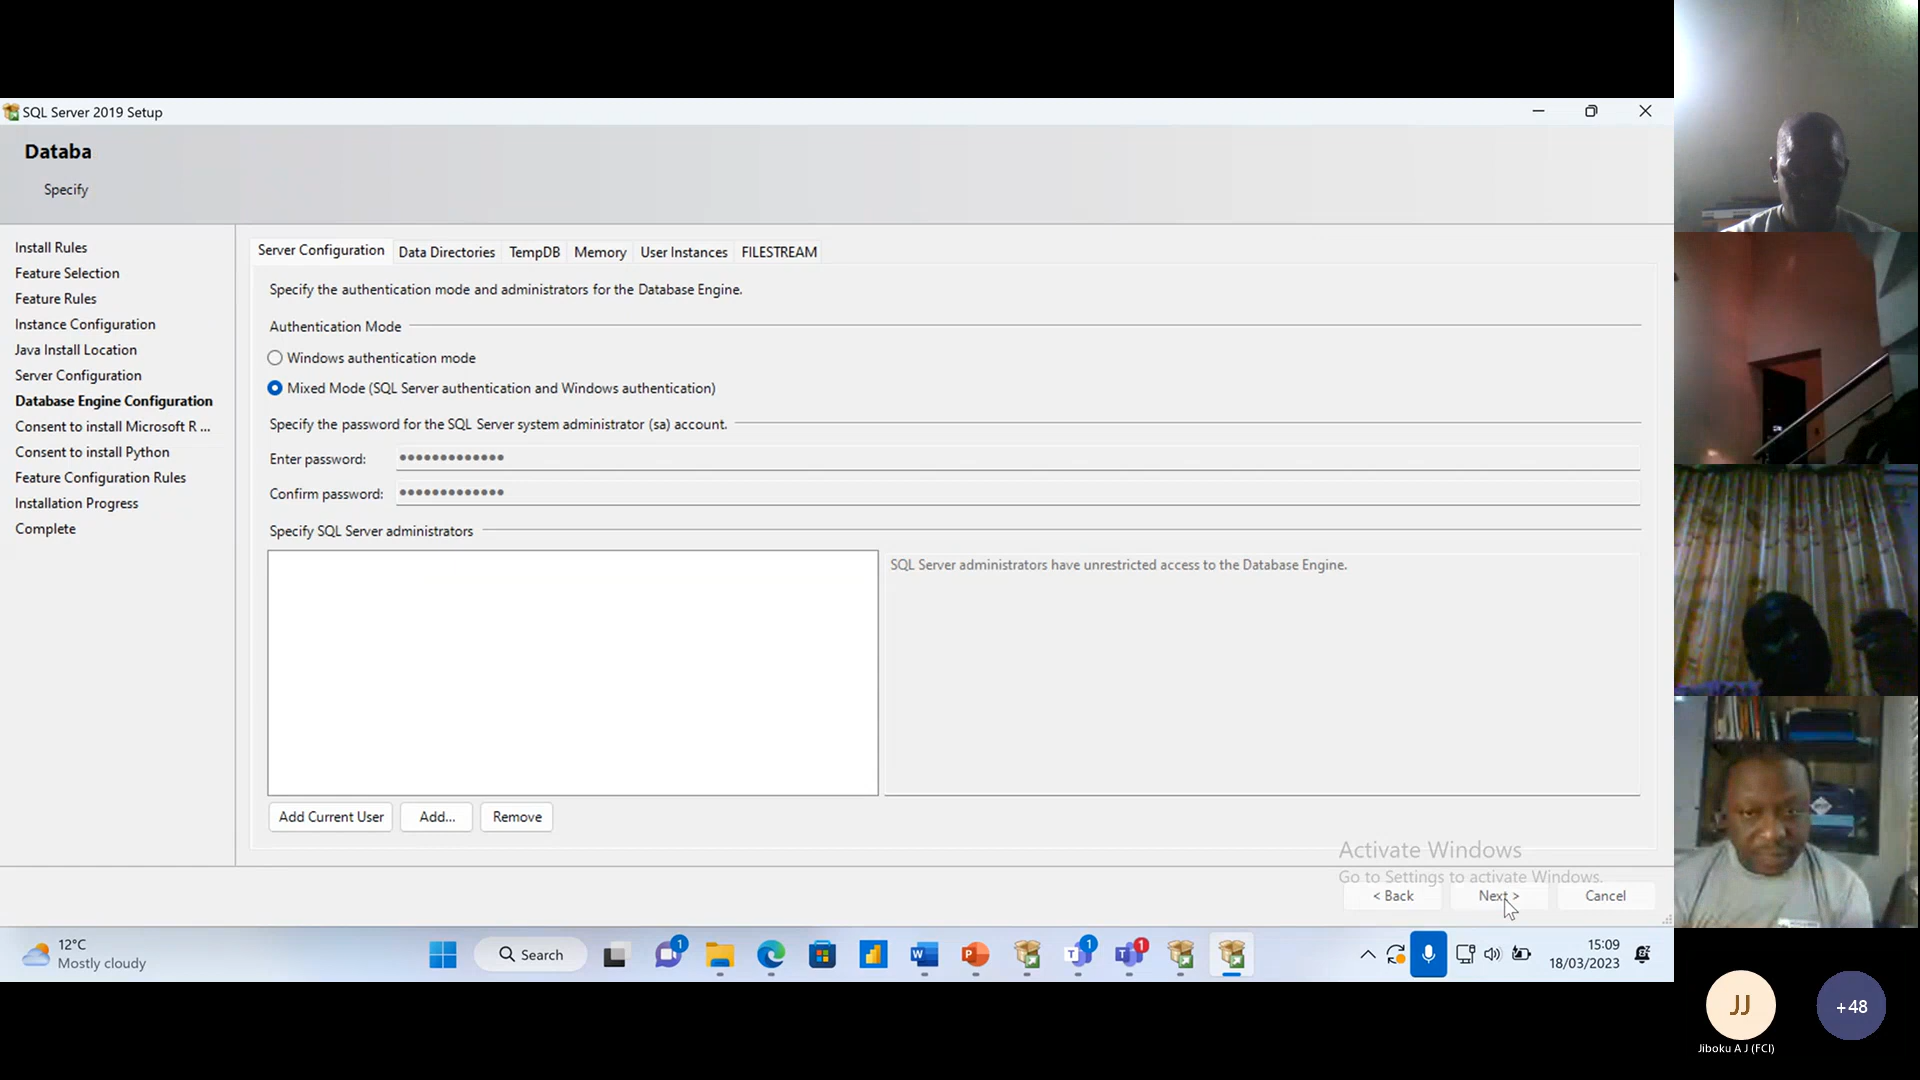 SQL Server 2019 Setup
Databa
Specify
Install Rules
Feature Selection
Feature Rules
Instance Configuration
Java Install Location
Server Configuration
Database Engine Configuration
Consent to install Microsoft R ...
Consent to install Python
Feature Configuration Rules
Installation Progress
Complete
Server Configuration Data Directories TempDB Memory User Instances FILESTREAM
Specify the authentication mode and administrators for the Database Engine.
Authentication Mode
Windows authentication mode
Mixed Mode (SQL Server authentication and Windows authentication)
Specify the password for the SQL Server system administrator (sa) account.
Enter password: •••••••••••••
Confirm password: •••••••••••••
Specify SQL Server administrators
SQL Server administrators have unrestricted access to the Database Engine.
Add Current User Add... Remove
Activate Windows
Go to Settings to activate Windows.
< Back Next > Cancel
12°C
Mostly cloudy
Search
1
1
1
15:09
18/03/2023
JJ
+48
Jiboku A J (FCI)